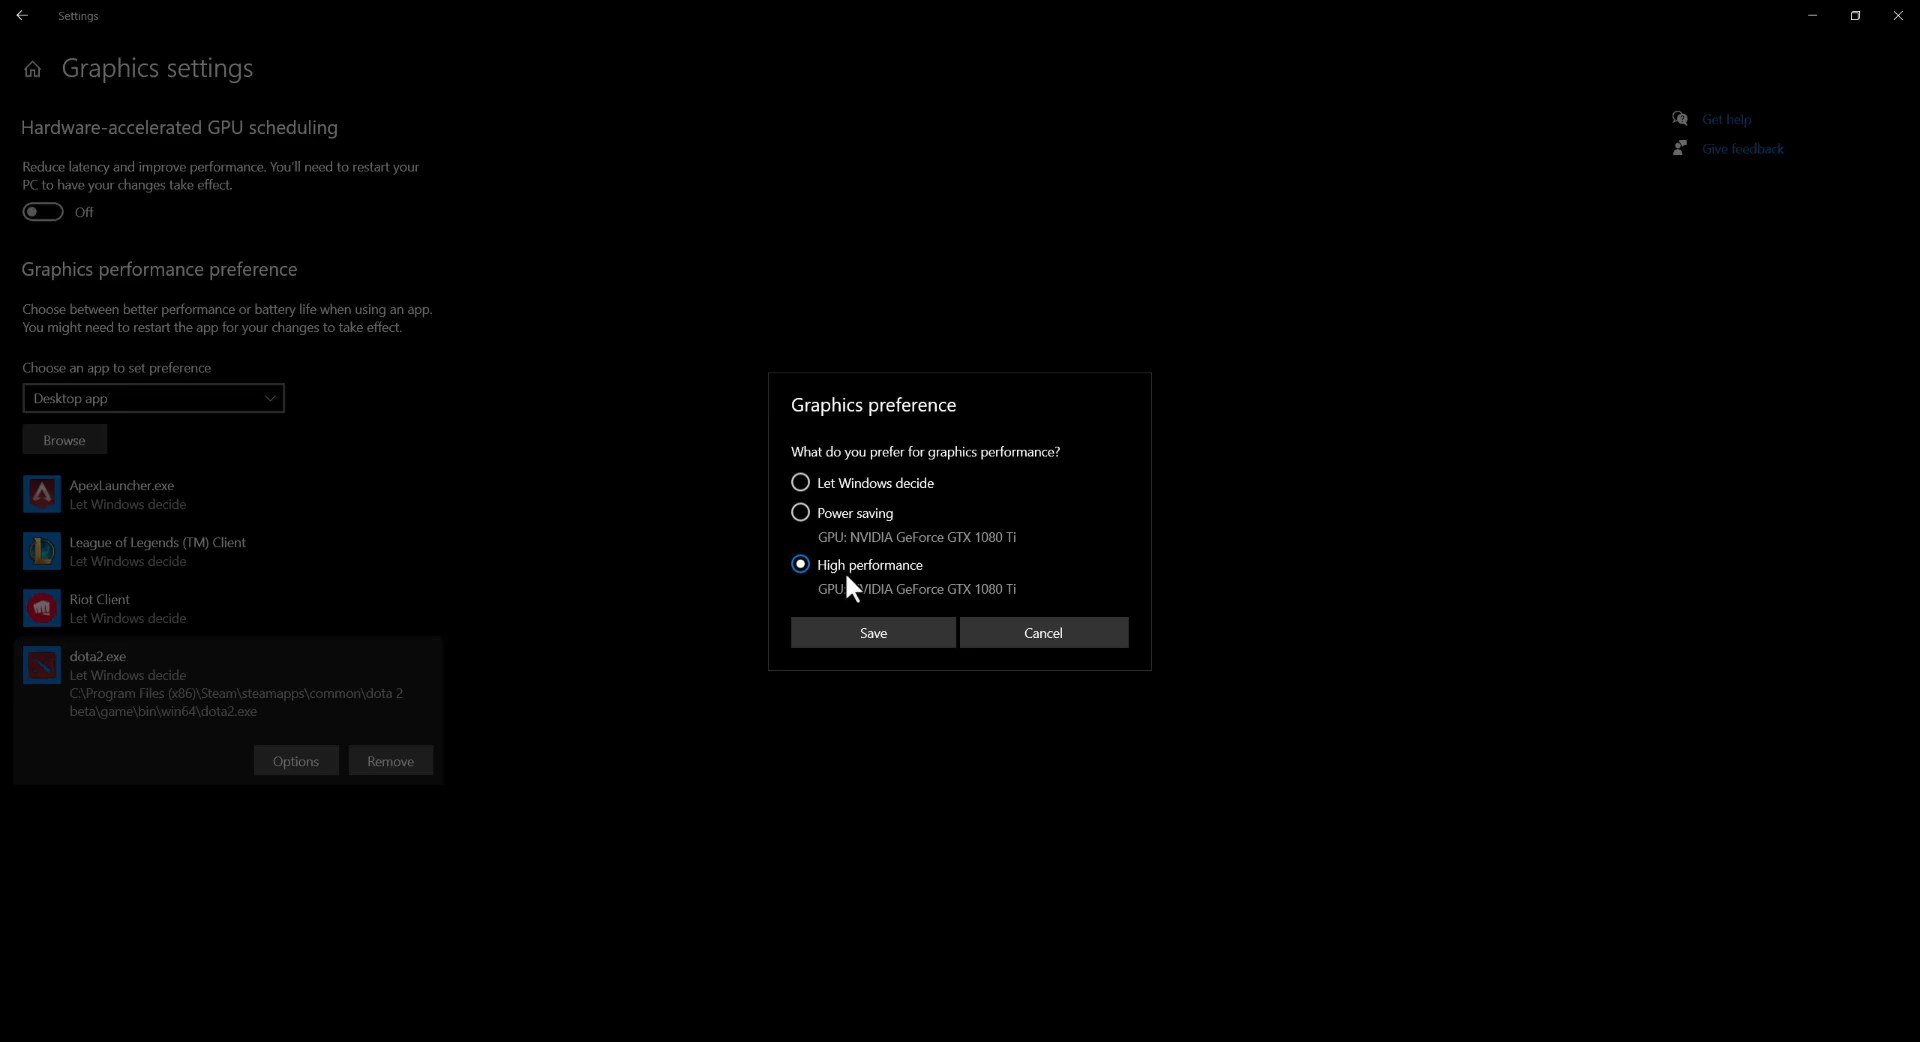 Settings
Graphics settings
Hardware-accelerated GPU scheduling
Reduce latency and improve performance. You'll need to restart your
PC to have your changes take effect.
Off
Graphics performance preference
Choose between better performance or battery life when using an app.
You might need to restart the app for your changes to take effect.
Choose an app to set preference
Desktop app
Browse
ApexLauncher.exe
Let Windows decide
League of Legends (TM) Client
Let Windows decide
Riot Client
Let Windows decide
dota2.exe
Let Windows decide
C:\Program Files (x86)\Steam\steamapps\common\dota 2
beta\game\bin\win64\dota2.exe
Options Remove
Get help
Give feedback
Graphics preference
What do you prefer for graphics performance?
Let Windows decide
Power saving
GPU: NVIDIA GeForce GTX 1080 Ti
High performance
GPU: NVIDIA GeForce GTX 1080 Ti
Save Cancel